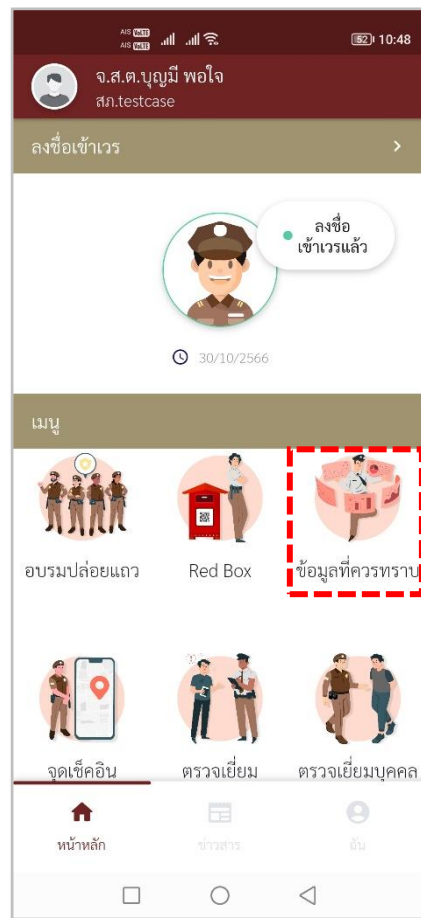 AIS VoLTE
AIS VoLTE
52 10:48
จ.ส.ต.บุญมี พอใจ
สภ.testcase
ลงชื่อเข้าเวร
ลงชื่อ
เข้าเวรแล้ว
30/10/2566
เมนู
อบรมปล่อยแถว
Red Box
ข้อมูลที่ควรทราบ
จุดเช็คอิน
ตรวจเยี่ยม
ตรวจเยี่ยมบุคคล
หน้าหลัก
ข่าวสาร
ฉัน